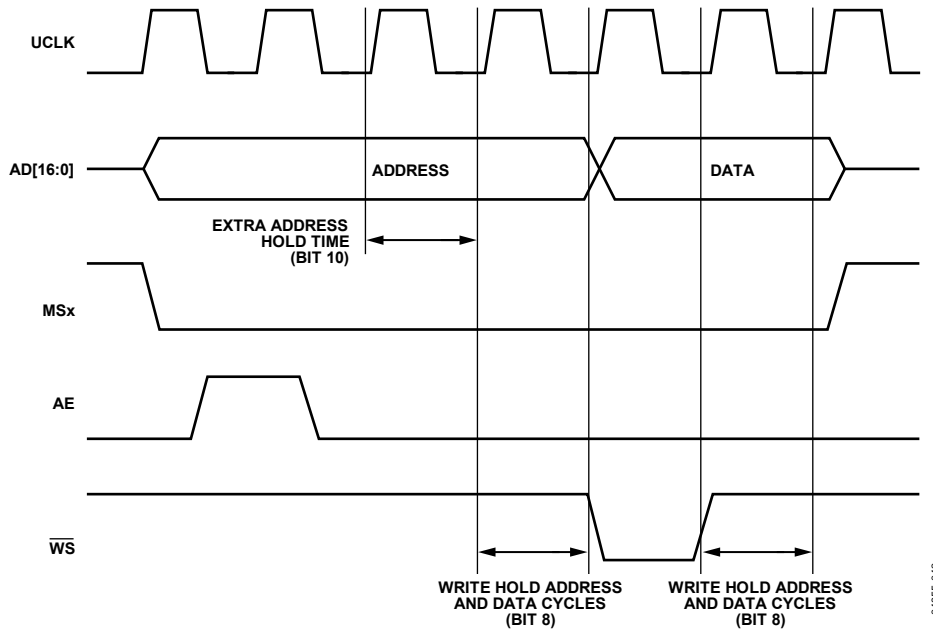 UCLK
AD[16:0]
ADDRESS
DATA
EXTRA ADDRESS
HOLD TIME
(BIT 10)
MSx
AE
WS
WRITE HOLD ADDRESS
AND DATA CYCLES
(BIT 8)
WRITE HOLD ADDRESS
AND DATA CYCLES
(BIT 8)